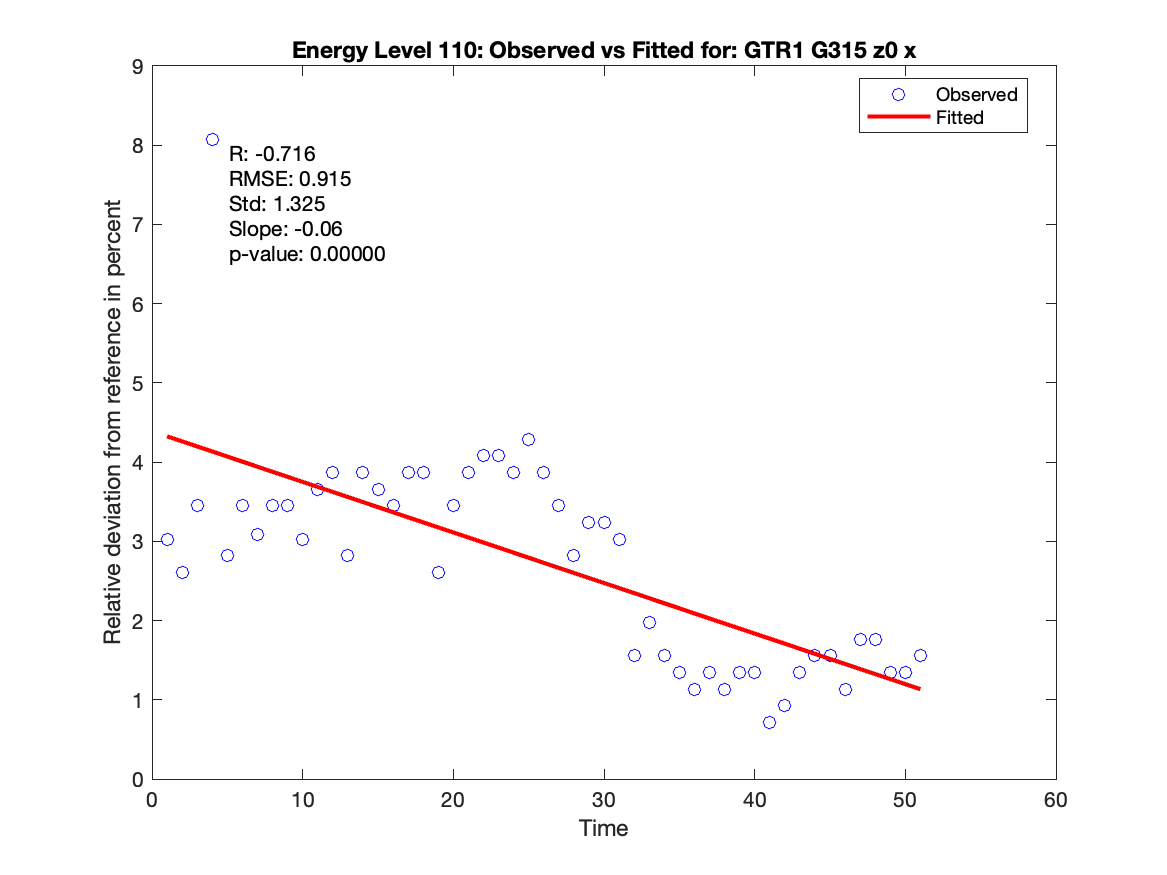 Energy Level 110: Observed vs Fitted for: GTR1 G315 z0 x
Observed
Fitted
R: -0.716
RMSE: 0.915
Std: 1.325
Slope: -0.06
p-value: 0.00000
Relative deviation from reference in percent
9
8
7
6
5
4
3
2
1
0
0 10 20 30 40 50 60
Time